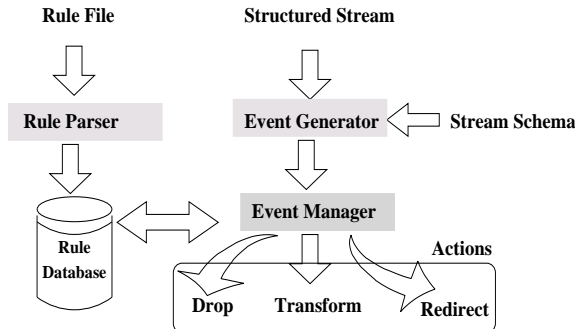 Rule File
Structured Stream
Rule Parser
Event Generator
Stream Schema
Event Manager
Rule
Database
Actions
Drop
Transform
Redirect